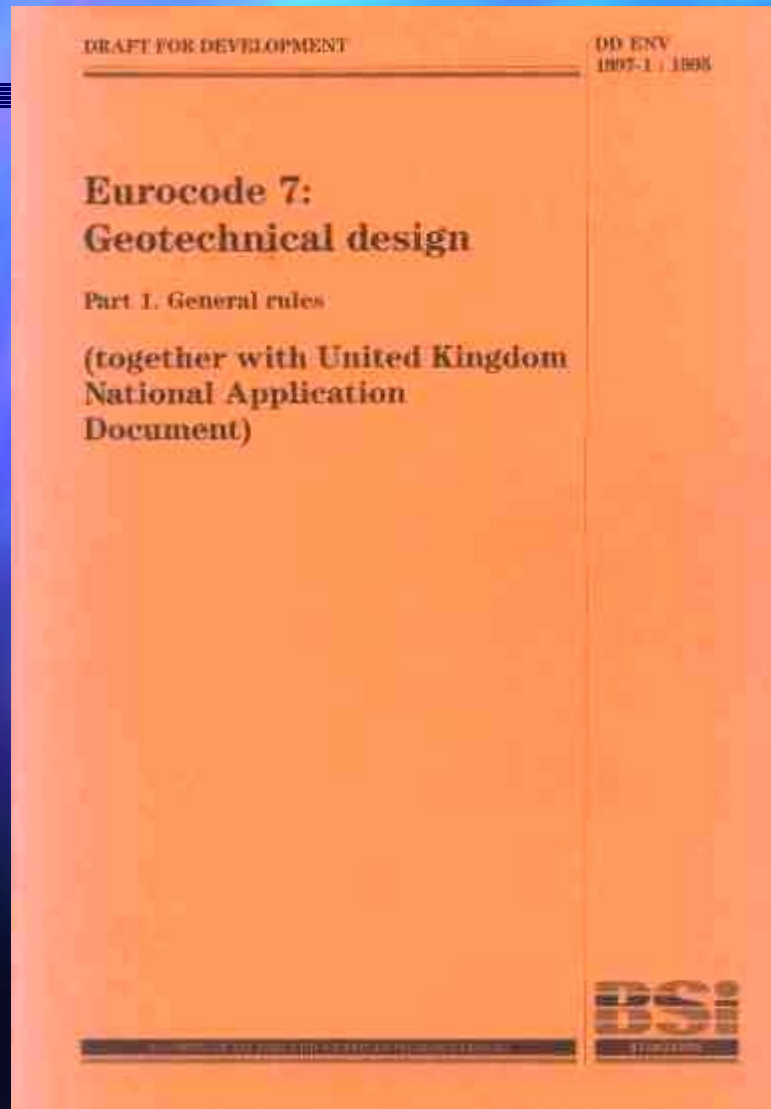 DRAFT FOR DEVELOPMENT
DD ENV
1997-1 : 1995
Eurocode 7:
Geotechnical design
Part 1. General rules
(together with United Kingdom
National Application
Document)
BSi